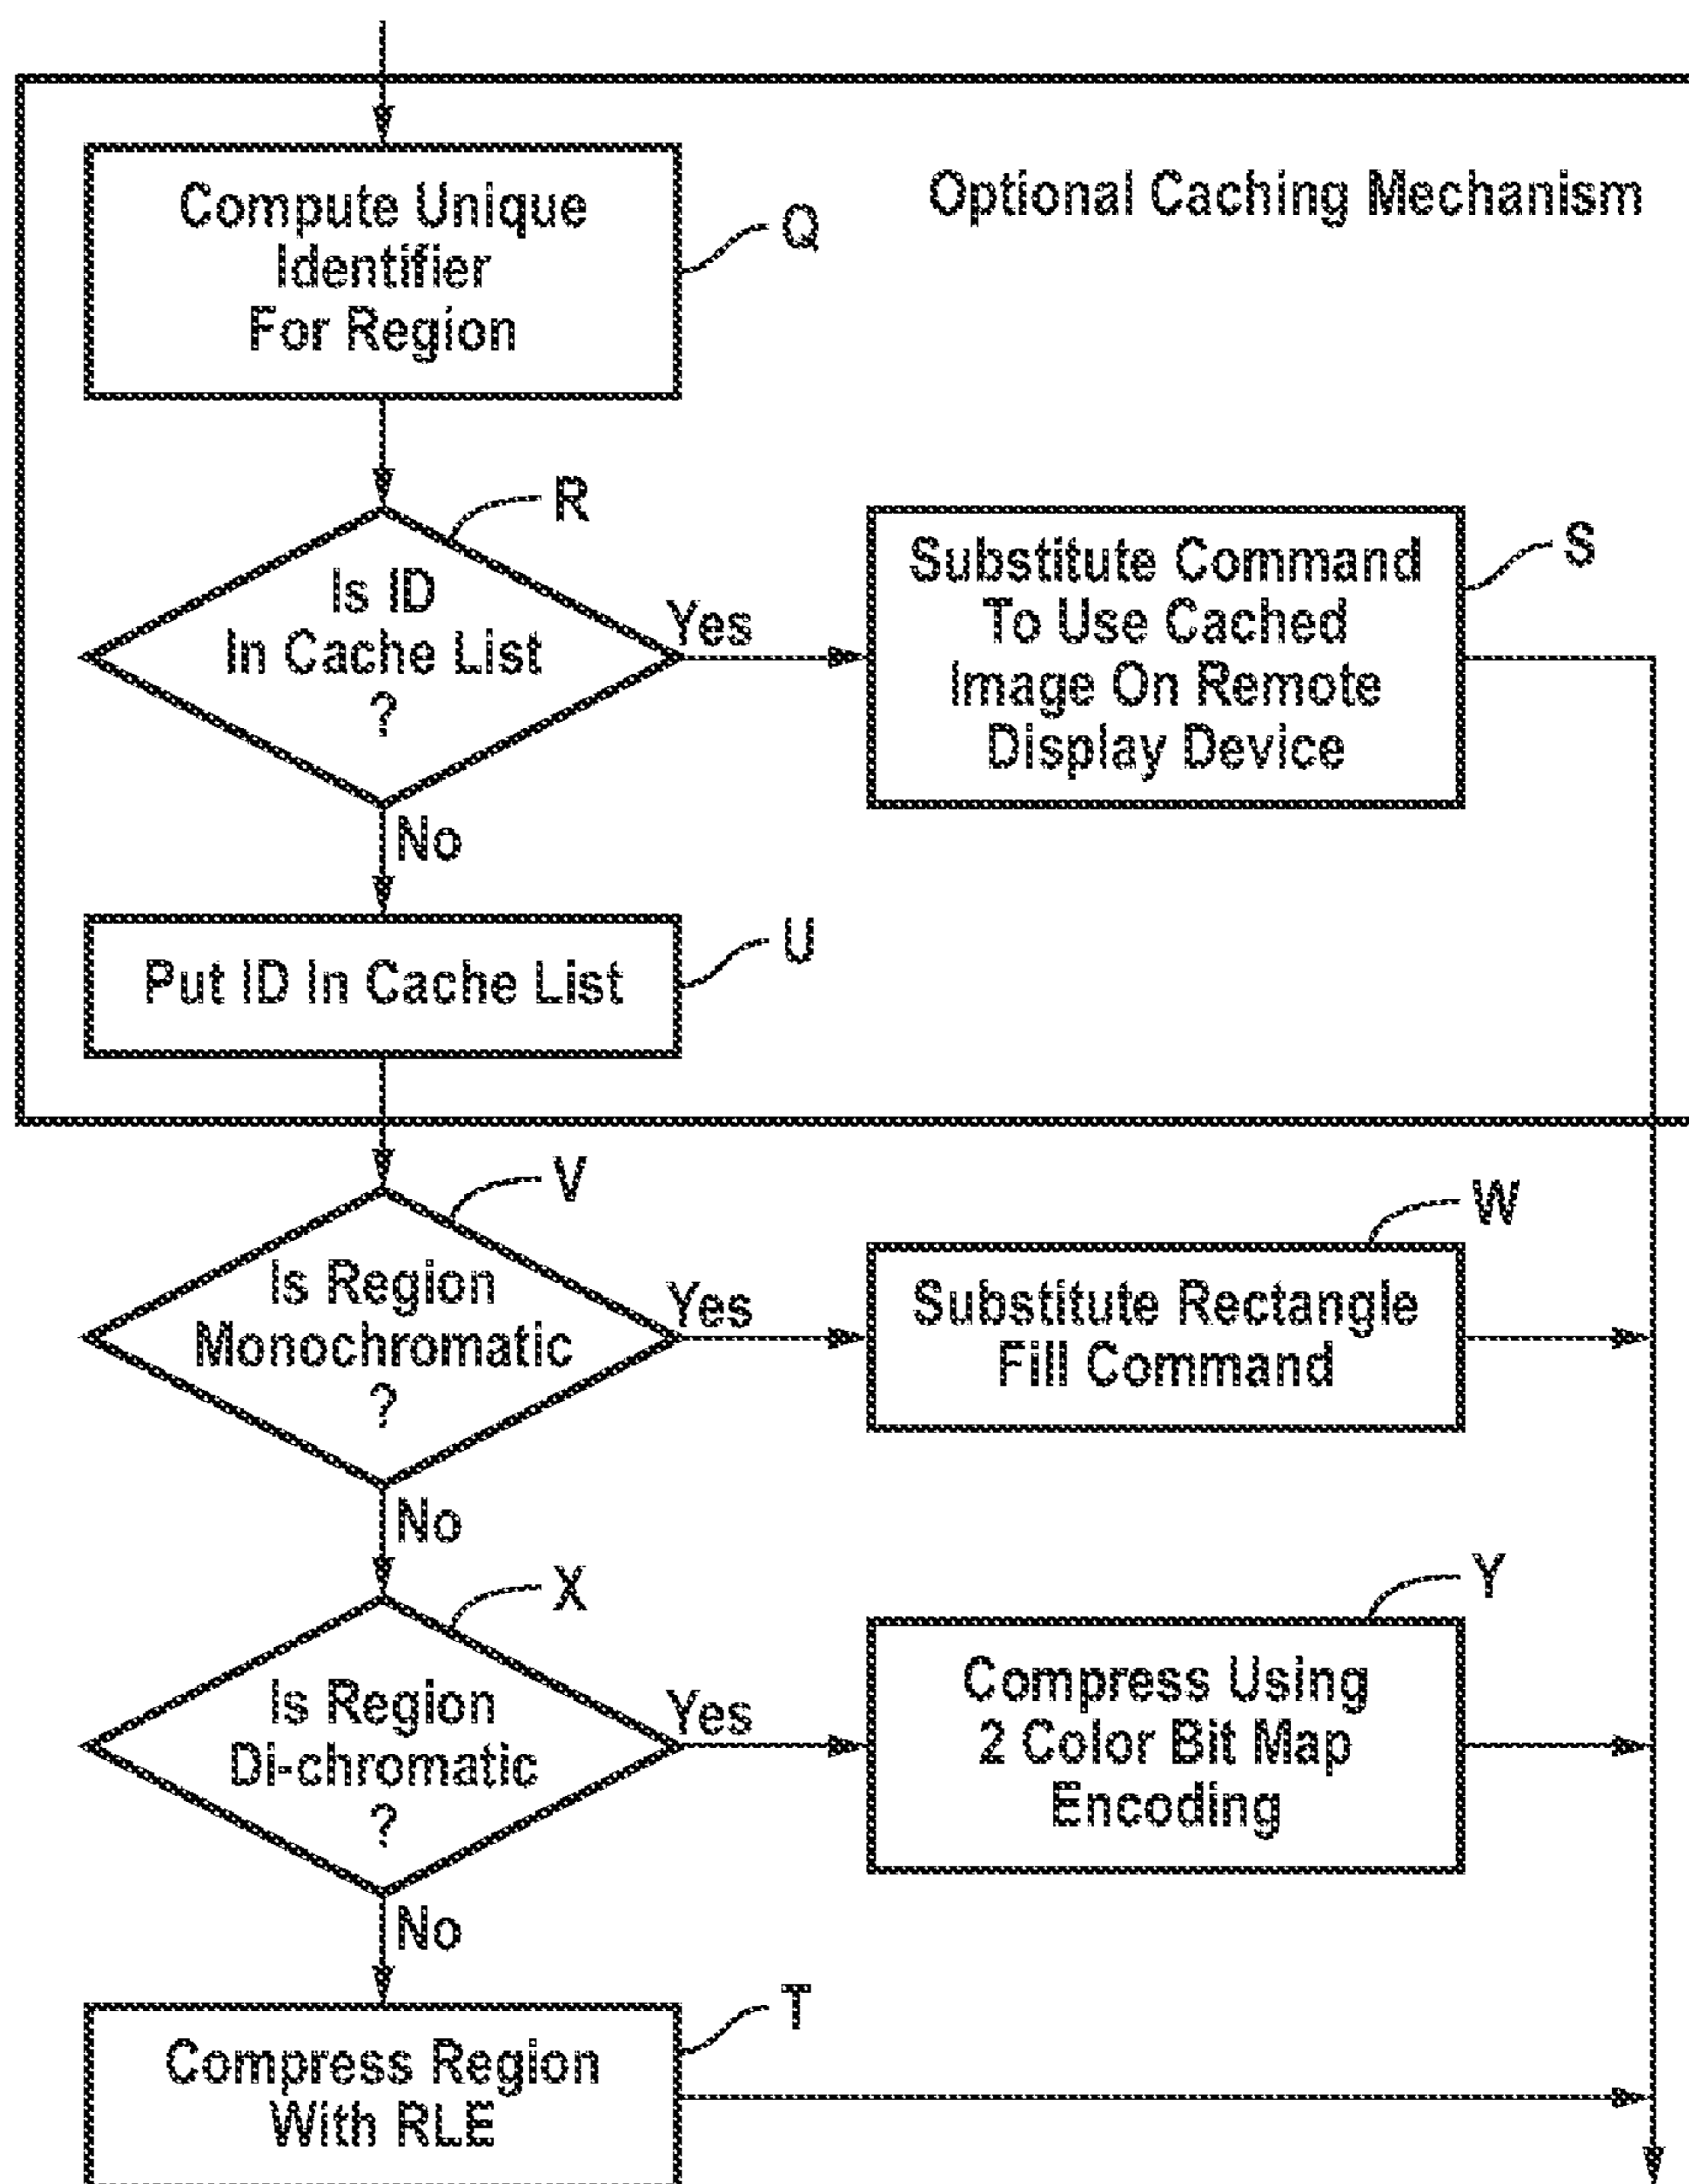 Optional Caching Mechanism
Compute Unique
Identifier
For Region
Q
R
Is ID
In Cache List
?
Yes
Substitute Command
To Use Cached
Image On Remote
Display Device
S
No
Put ID In Cache List
U
V
Is Region
Monochromatic
?
Yes
W
Substitute Rectangle
Fill Command
No
X
Is Region
Di-chromatic
?
Yes
Y
Compress Using
2 Color Bit Map
Encoding
No
T
Compress Region
With RLE